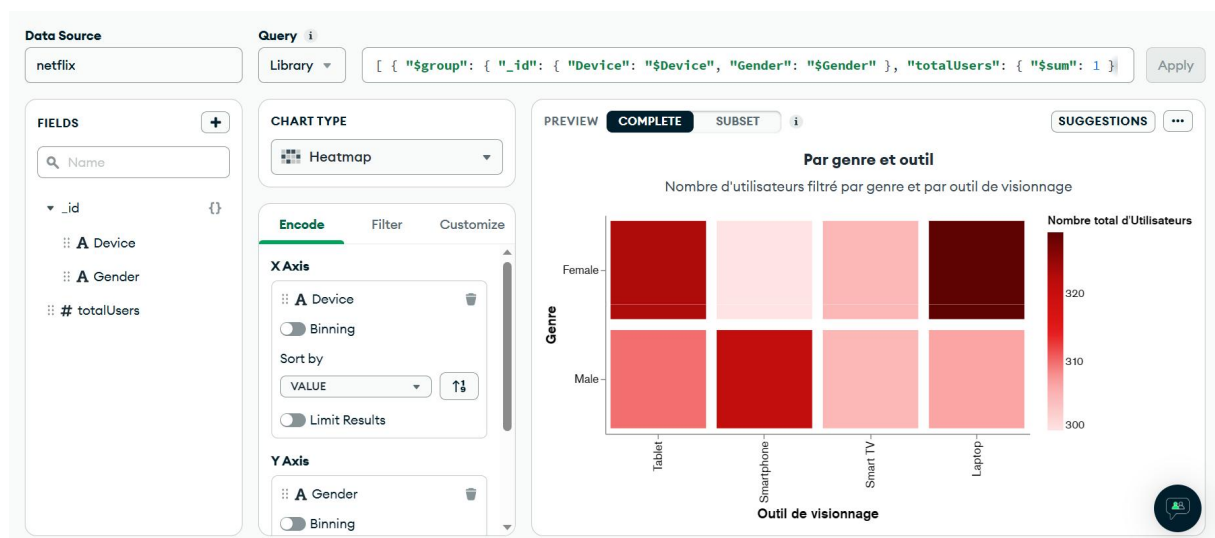 Data Source
netflix
Query i
Library
[ { "$group": { "_id": { "Device": "$Device", "Gender": "$Gender" }, "totalUsers": { "$sum": 1 }
Apply
FIELDS
+
Name
_id
{}
A Device
A Gender
# totalUsers
CHART TYPE
Heatmap
Encode
Filter
Customize
X Axis
A Device
Binning
Sort by
VALUE
↑1 9
Limit Results
Y Axis
A Gender
Binning
PREVIEW
COMPLETE
SUBSET
i
SUGGESTIONS
...
Par genre et outil
Nombre d'utilisateurs filtré par genre et par outil de visionnage
Genre
Female
Male
Tablet
Smartphone
Smart TV
Laptop
Outil de visionnage
Nombre total d'Utilisateurs
320
310
300